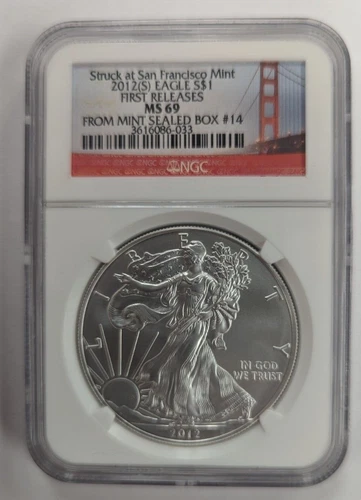 Struck at San Francisco Mint
2012(S) EAGLE S$1
FIRST RELEASES
MS 69
FROM MINT SEALED BOX #14
3616086-033
NGC
LIBERTY
IN GOD
WE TRUST
2012